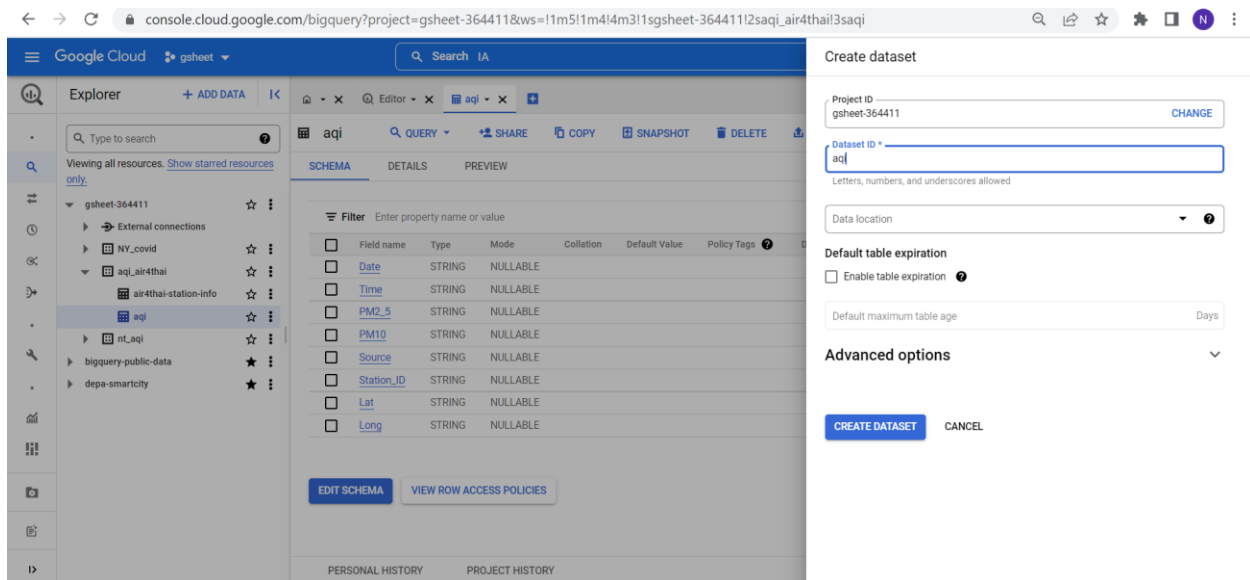 console.cloud.google.com/bigquery?project=gsheet-364411&ws=!1m5!1m4!4m3!1sgsheet-364411!2saqi_air4thai!3saqi
N
Google Cloud gsheet
Search IA
Explorer + ADD DATA
Type to search
Viewing all resources. Show starred resources
only.
gsheet-364411
External connections
NY_covid
aqi_air4thai
air4thai-station-info
aqi
nt_aqi
bigquery-public-data
depa-smartcity
Editor aqi
aqi QUERY SHARE COPY SNAPSHOT DELETE
SCHEMA DETAILS PREVIEW
Filter Enter property name or value
Field name Type Mode Collation Default Value Policy Tags D
Date STRING NULLABLE
Time STRING NULLABLE
PM2_5 STRING NULLABLE
PM10 STRING NULLABLE
Source STRING NULLABLE
Station_ID STRING NULLABLE
Lat STRING NULLABLE
Long STRING NULLABLE
EDIT SCHEMA VIEW ROW ACCESS POLICIES
PERSONAL HISTORY PROJECT HISTORY
Create dataset
Project ID
gsheet-364411 CHANGE
Dataset ID *
aqi
Letters, numbers, and underscores allowed
Data location
Default table expiration
Enable table expiration
Default maximum table age Days
Advanced options
CREATE DATASET CANCEL